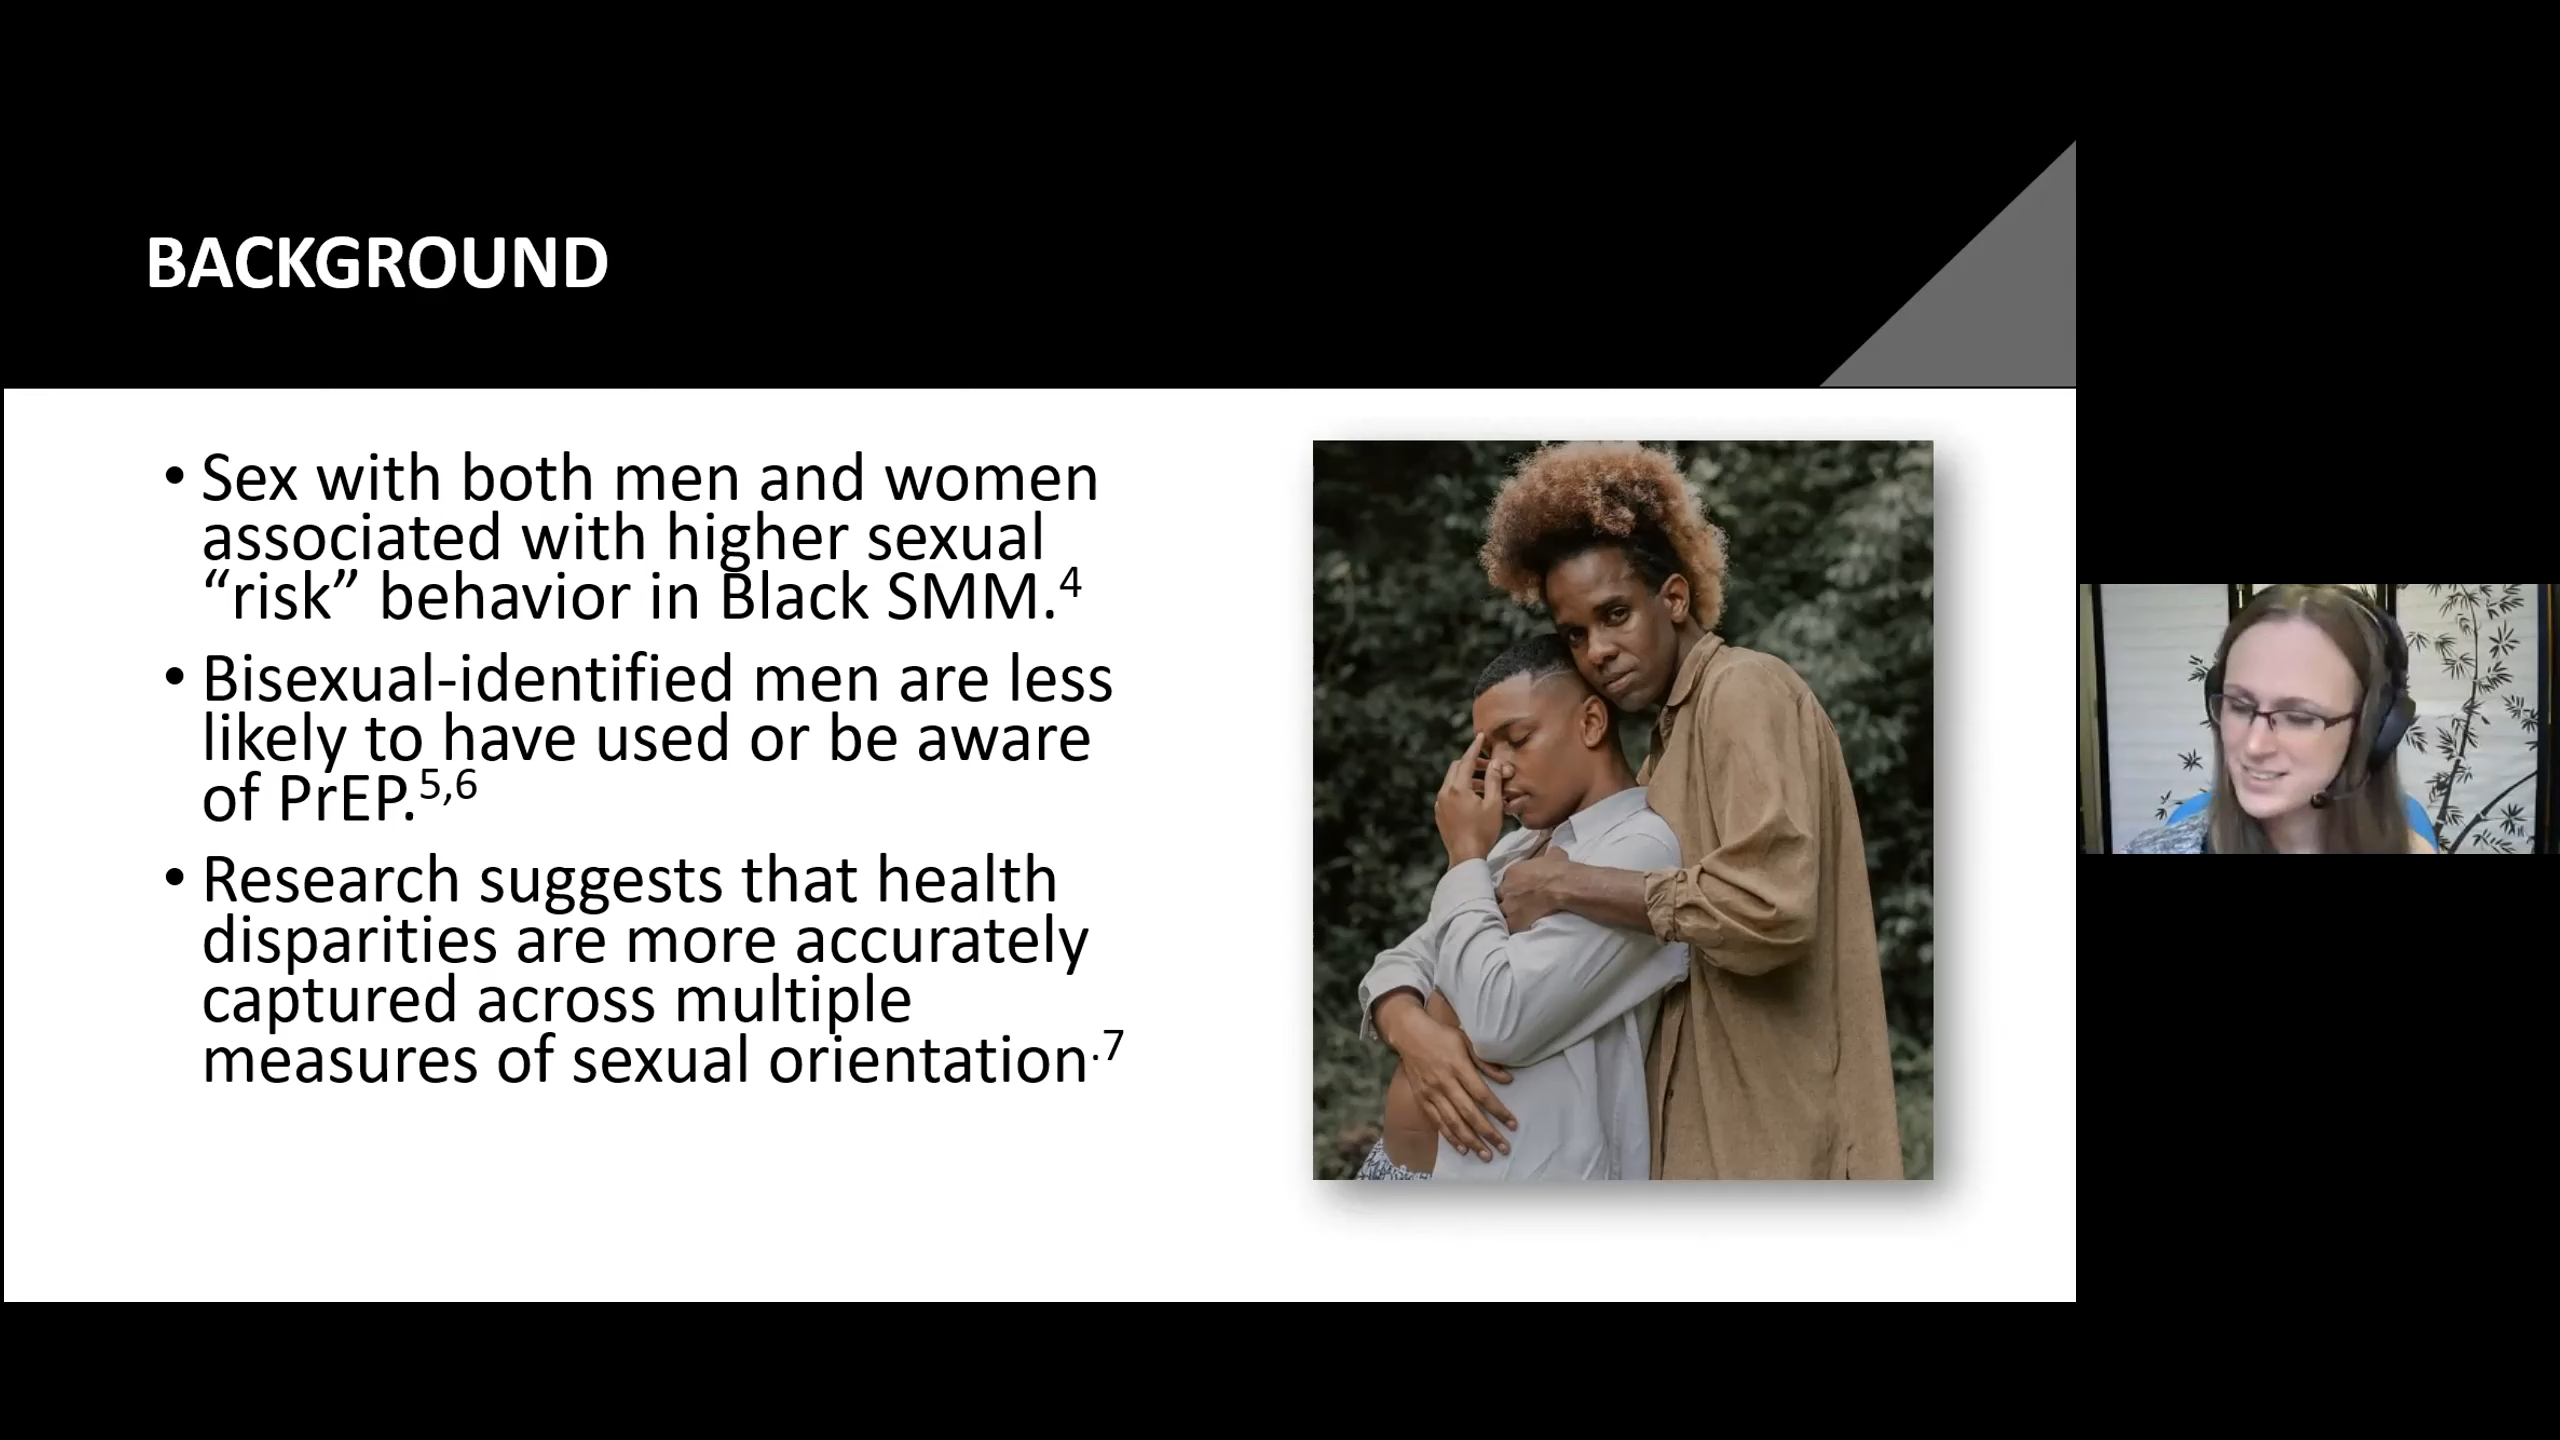 BACKGROUND
• Sex with both men and women
associated with higher sexual
“risk” behavior in Black SMM.4
• Bisexual-identified men are less
likely to have used or be aware
of PrEP.5,6
• Research suggests that health
disparities are more accurately
captured across multiple
measures of sexual orientation.7